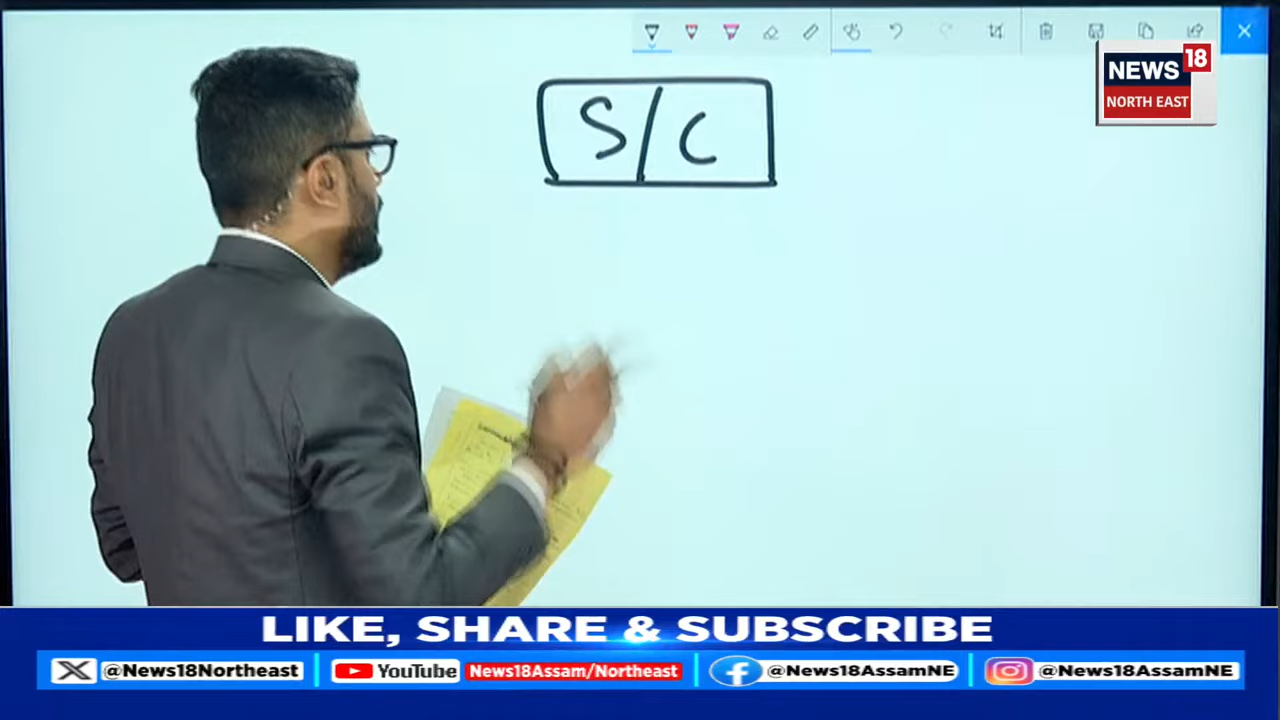 S/C
NEWS 18
NORTH EAST
LIKE, SHARE & SUBSCRIBE
@News18Northeast YouTube News18Assam/Northeast @News18AssamNE @News18AssamNE